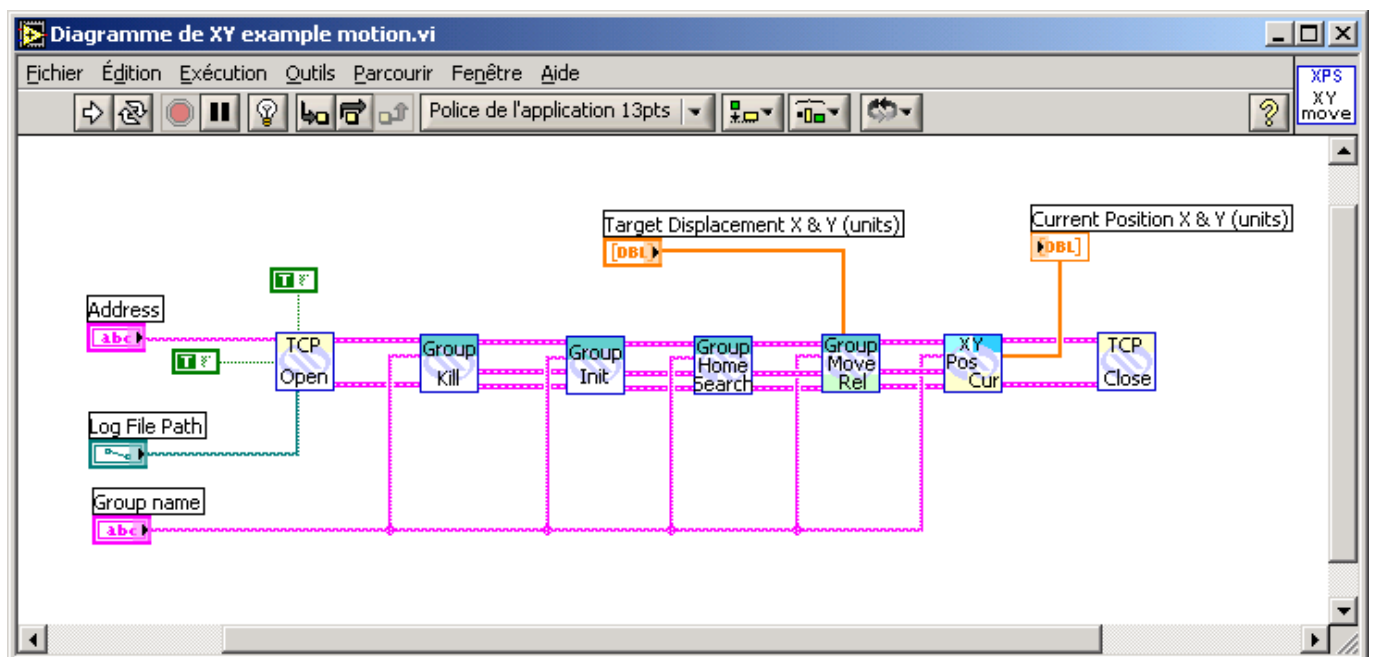 Diagramme de XY example motion.vi
Fichier Édition Exécution Outils Parcourir Fenêtre Aide
XPS
XY
move
Police de l'application 13pts
?
Target Displacement X & Y (units)
[DBL]
Current Position X & Y (units)
[DBL]
T F
Address
abc
T F
TCP
Open
Group
Kill
Group
Init
Group
Home
Search
Group
Move
Rel
XY
Pos
Cur
TCP
Close
Log File Path
Group name
abc